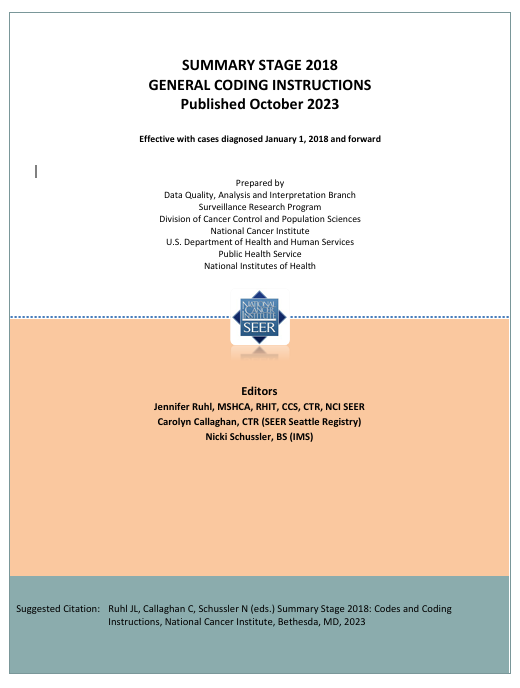 SUMMARY STAGE 2018
GENERAL CODING INSTRUCTIONS
Published October 2023
Effective with cases diagnosed January 1, 2018 and forward
Prepared by
Data Quality, Analysis and Interpretation Branch
Surveillance Research Program
Division of Cancer Control and Population Sciences
National Cancer Institute
U.S. Department of Health and Human Services
Public Health Service
National Institutes of Health
NATIONAL
CANCER
INSTITUTE
SEER
Editors
Jennifer Ruhl, MSHCA, RHIT, CCS, CTR, NCI SEER
Carolyn Callaghan, CTR (SEER Seattle Registry)
Nicki Schussler, BS (IMS)
Suggested Citation: Ruhl JL, Callaghan C, Schussler N (eds.) Summary Stage 2018: Codes and Coding
Instructions, National Cancer Institute, Bethesda, MD, 2023